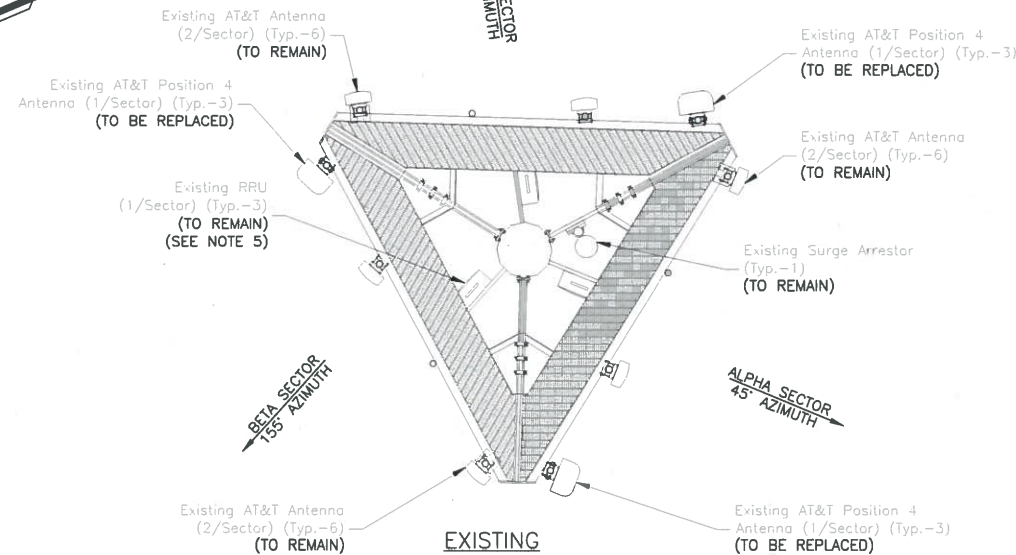 Existing AT&T Antenna
(2/Sector) (Typ.-6)
(TO REMAIN)
SECTOR
AZIMUTH
Existing AT&T Position 4
Antenna (1/Sector) (Typ.-3)
(TO BE REPLACED)
Existing AT&T Position 4
Antenna (1/Sector) (Typ.-3)
(TO BE REPLACED)
Existing AT&T Antenna
(2/Sector) (Typ.-6)
(TO REMAIN)
Existing RRU
(1/Sector) (Typ.-3)
(TO REMAIN)
(SEE NOTE 5)
Existing Surge Arrestor
(Typ.-1)
(TO REMAIN)
BETA SECTOR
155° AZIMUTH
ALPHA SECTOR
45° AZIMUTH
Existing AT&T Antenna
(2/Sector) (Typ.-6)
(TO REMAIN)
EXISTING
Existing AT&T Position 4
Antenna (1/Sector) (Typ.-3)
(TO BE REPLACED)